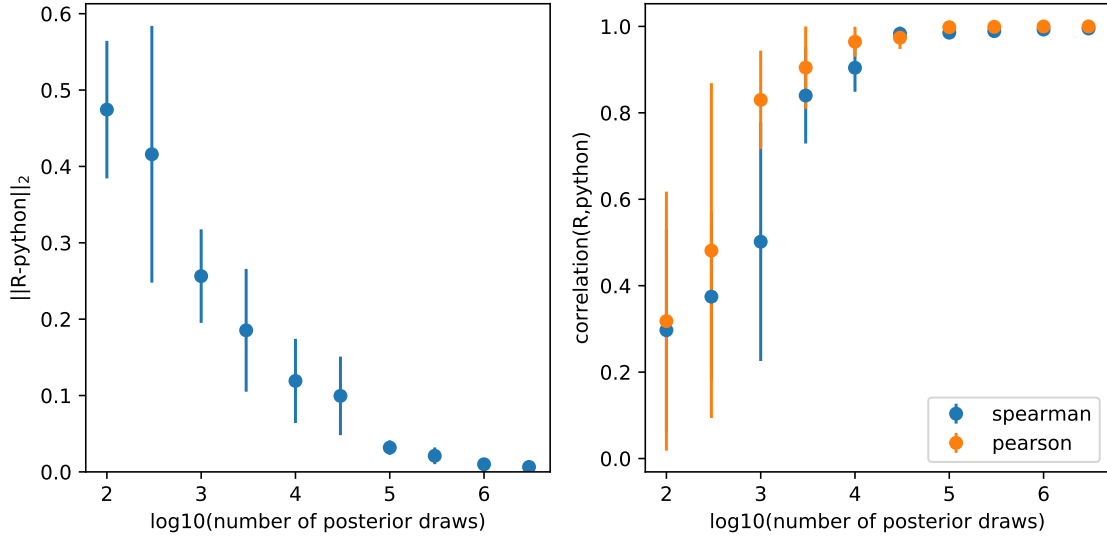 0.6
0.5
0.4
0.3
0.2
0.1
0.0
||R-python||₂
2 3 4 5 6
log10(number of posterior draws)
1.0
0.8
0.6
0.4
0.2
0.0
correlation(R,python)
spearman
pearson
2 3 4 5 6
log10(number of posterior draws)